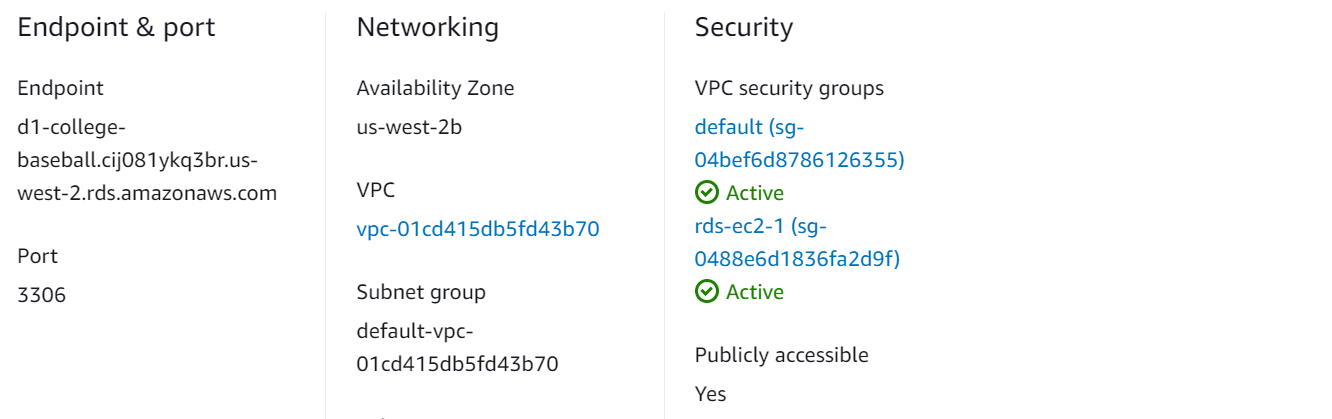 Endpoint & port
Endpoint
d1-college-
baseball.cij081ykq3br.us-
west-2.rds.amazonaws.com
Port
3306
Networking
Availability Zone
us-west-2b
VPC
vpc-01cd415db5fd43b70
Subnet group
default-vpc-
01cd415db5fd43b70
Security
VPC security groups
default (sg-
04bef6d8786126355)
Active
rds-ec2-1 (sg-
0488e6d1836fa2d9f)
Active
Publicly accessible
Yes